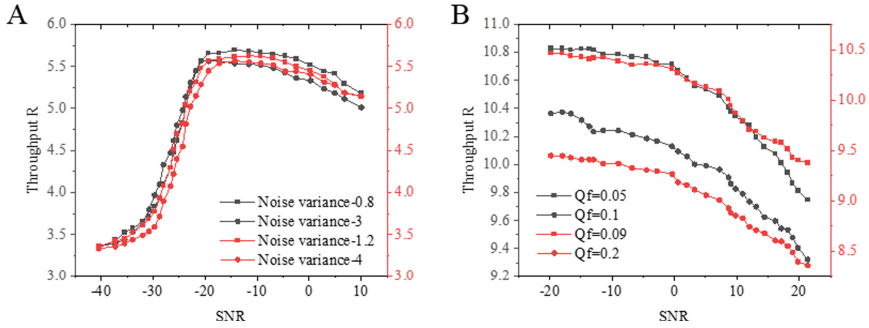 A
Throughput R
6.0
5.5
5.0
4.5
4.0
3.5
3.0
6.0
5.5
5.0
4.5
4.0
3.5
3.0
Noise variance-0.8
Noise variance-3
Noise variance-1.2
Noise variance-4
-40 -30 -20 -10 0 10
SNR
B
Throughput R
11.0
10.8
10.6
10.4
10.2
10.0
9.8
9.6
9.4
9.2
10.5
10.0
9.5
9.0
8.5
Qf=0.05
Qf=0.1
Qf=0.09
Qf=0.2
-20 -10 0 10 20
SNR